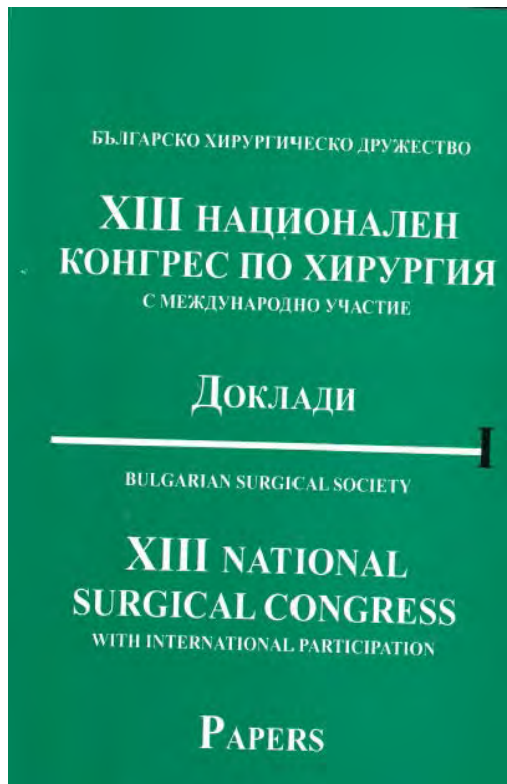 БЪЛГАРСКО ХИРУРГИЧЕСКО ДРУЖЕСТВО
XIII НАЦИОНАЛЕН
КОНГРЕС ПО ХИРУРГИЯ
С МЕЖДУНАРОДНО УЧАСТИЕ
ДОКЛАДИ
I
BULGARIAN SURGICAL SOCIETY
XIII NATIONAL
SURGICAL CONGRESS
WITH INTERNATIONAL PARTICIPATION
PAPERS